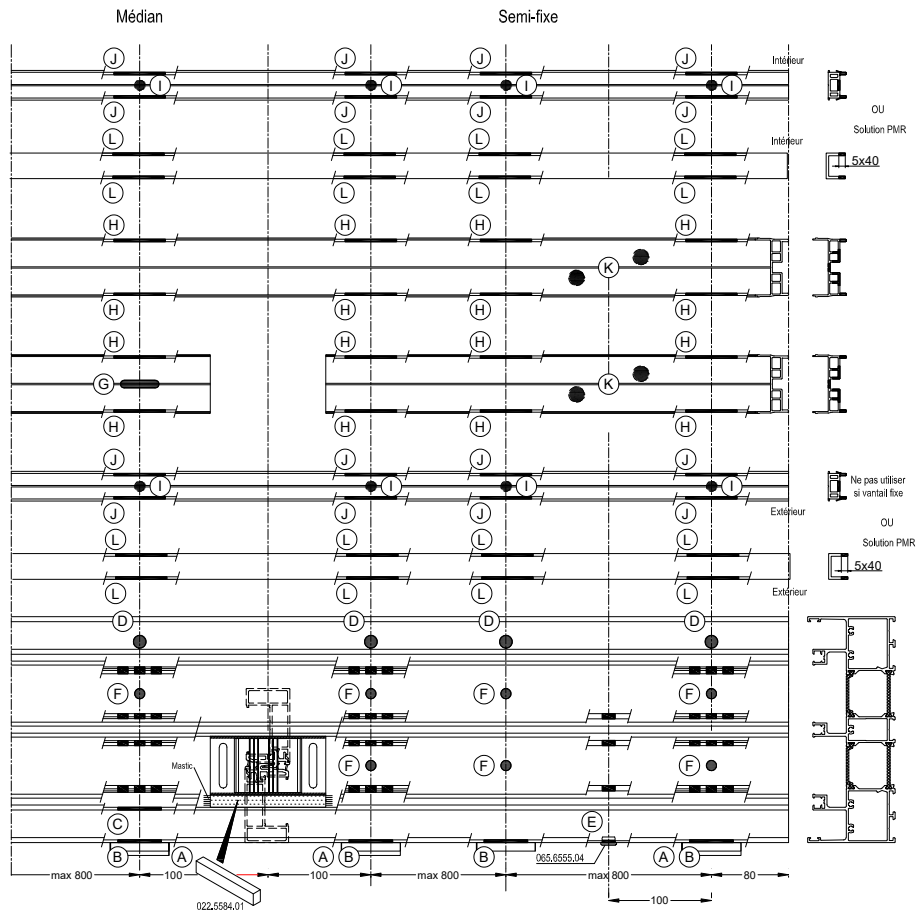 Médian Semi-fixe
J J J J Intérieur
I I I I
J J J J OU
Solution PMR
L L L L Intérieur
5x40
L L L L
H H H H
K
H H H H
H H H H
G K
H H H H
J J J J
I I I I Ne pas utiliser
si vantail fixe
J J J J Extérieur
OU
L L L L Solution PMR
5x40
L L L L Extérieur
D D D D
F F F F
Mastic F F F
C E
B A A B B A B
065.6555.04
max 800 100 100 max 800 max 800 80
100
022.5584.01